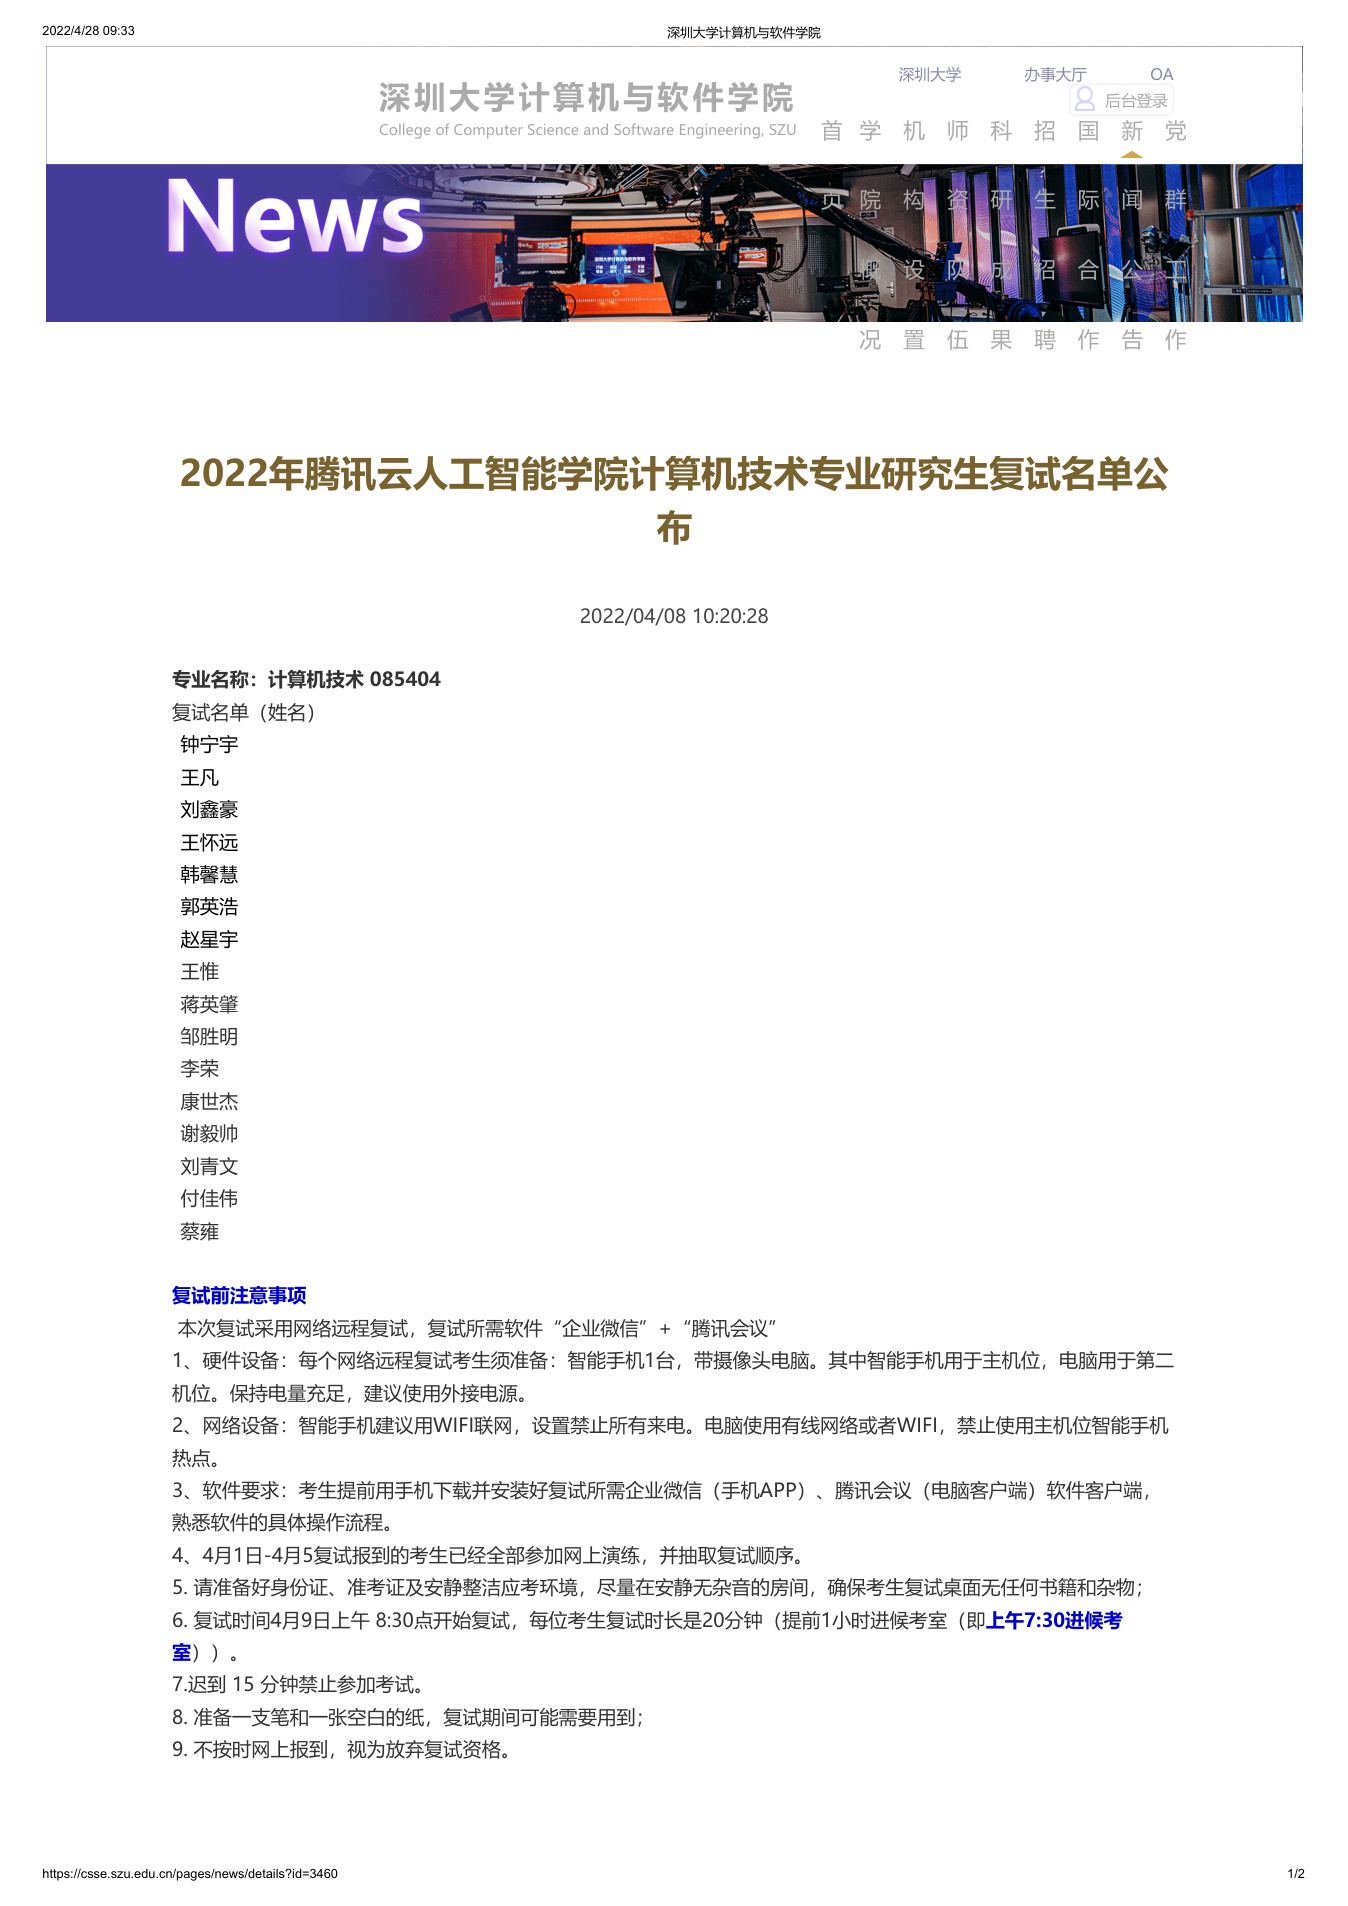 2022/4/28 09:33
深圳大学计算机与软件学院
深圳大学 办事大厅 OA
后台登录
深圳大学计算机与软件学院
College of Computer Science and Software Engineering, SZU
首页
学院概况
机构设置
师资队伍
科研成果
招生招聘
国际合作
新闻公告
党群工作
News
2022年腾讯云人工智能学院计算机技术专业研究生复试名单公
布
2022/04/08 10:20:28
专业名称：计算机技术 085404
复试名单（姓名）
钟宁宇
王凡
刘鑫豪
王怀远
韩馨慧
郭英浩
赵星宇
王惟
蒋英肇
邹胜明
李荣
康世杰
谢毅帅
刘青文
付佳伟
蔡雍
复试前注意事项
本次复试采用网络远程复试，复试所需软件“企业微信”+“腾讯会议”
1、硬件设备：每个网络远程复试考生须准备：智能手机1台，带摄像头电脑。其中智能手机用于主机位，电脑用于第二
机位。保持电量充足，建议使用外接电源。
2、网络设备：智能手机建议用WIFI联网，设置禁止所有来电。电脑使用有线网络或者WIFI，禁止使用主机位智能手机
热点。
3、软件要求：考生提前用手机下载并安装好复试所需企业微信（手机APP）、腾讯会议（电脑客户端）软件客户端，
熟悉软件的具体操作流程。
4、4月1日-4月5复试报到的考生已经全部参加网上演练，并抽取复试顺序。
5. 请准备好身份证、准考证及安静整洁应考环境，尽量在安静无杂音的房间，确保考生复试桌面无任何书籍和杂物；
6. 复试时间4月9日上午 8:30点开始复试，每位考生复试时长是20分钟（提前1小时进候考室（即上午7:30进候考
室））。
7.迟到 15 分钟禁止参加考试。
8. 准备一支笔和一张空白的纸，复试期间可能需要用到；
9. 不按时网上报到，视为放弃复试资格。
https://csse.szu.edu.cn/pages/news/details?id=3460
1/2